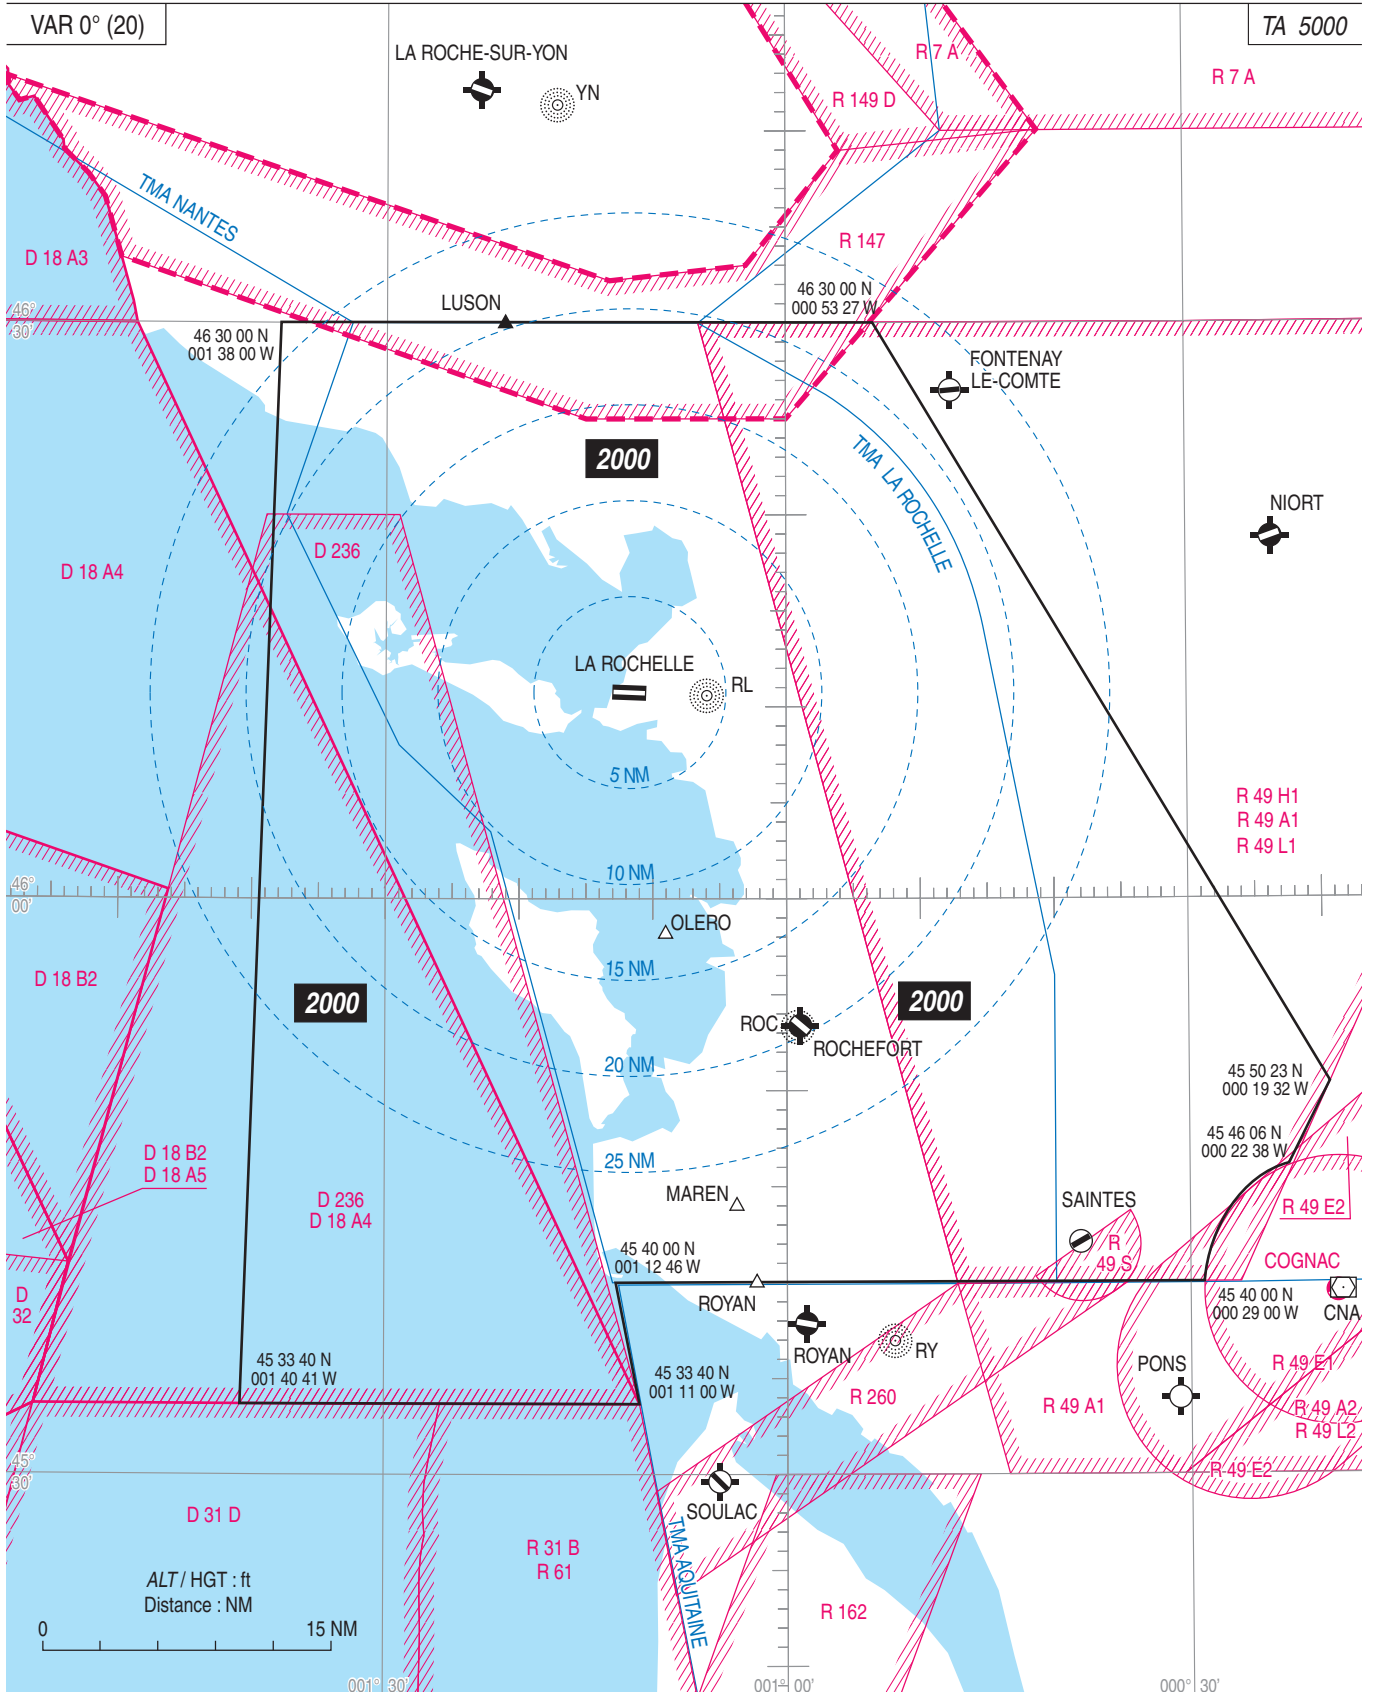 VAR 0° (20)
TA 5000
LA ROCHE-SUR-YON
YN
R 7 A
R 7 A
R 149 D
TMA NANTES
D 18 A3
R 147
46°
30'
LUSON
46 30 00 N
000 53 27 W
46 30 00 N
001 38 00 W
FONTENAY
LE-COMTE
2000
TMA LA ROCHELLE
NIORT
D 236
D 18 A4
LA ROCHELLE
RL
5 NM
R 49 H1
R 49 A1
R 49 L1
10 NM
46°
00'
OLERO
15 NM
D 18 B2
2000
2000
ROC
ROCHEFORT
20 NM
45 50 23 N
000 19 32 W
45 46 06 N
000 22 38 W
D 18 B2
D 18 A5
25 NM
MAREN
SAINTES
D 236
D 18 A4
R 49 E2
R
49 S
45 40 00 N
001 12 46 W
COGNAC
D
32
ROYAN
45 40 00 N
000 29 00 W
CNA
ROYAN
RY
45 33 40 N
001 40 41 W
45 33 40 N
001 11 00 W
PONS
R 49 E1
R 260
R 49 A1
R 49 A2
R 49 L2
45°
30'
R 49 E2
SOULAC
D 31 D
TMA AQUITAINE
R 31 B
R 61
ALT / HGT : ft
Distance : NM
R 162
0
15 NM
001° 30'
001° 00'
000° 30'